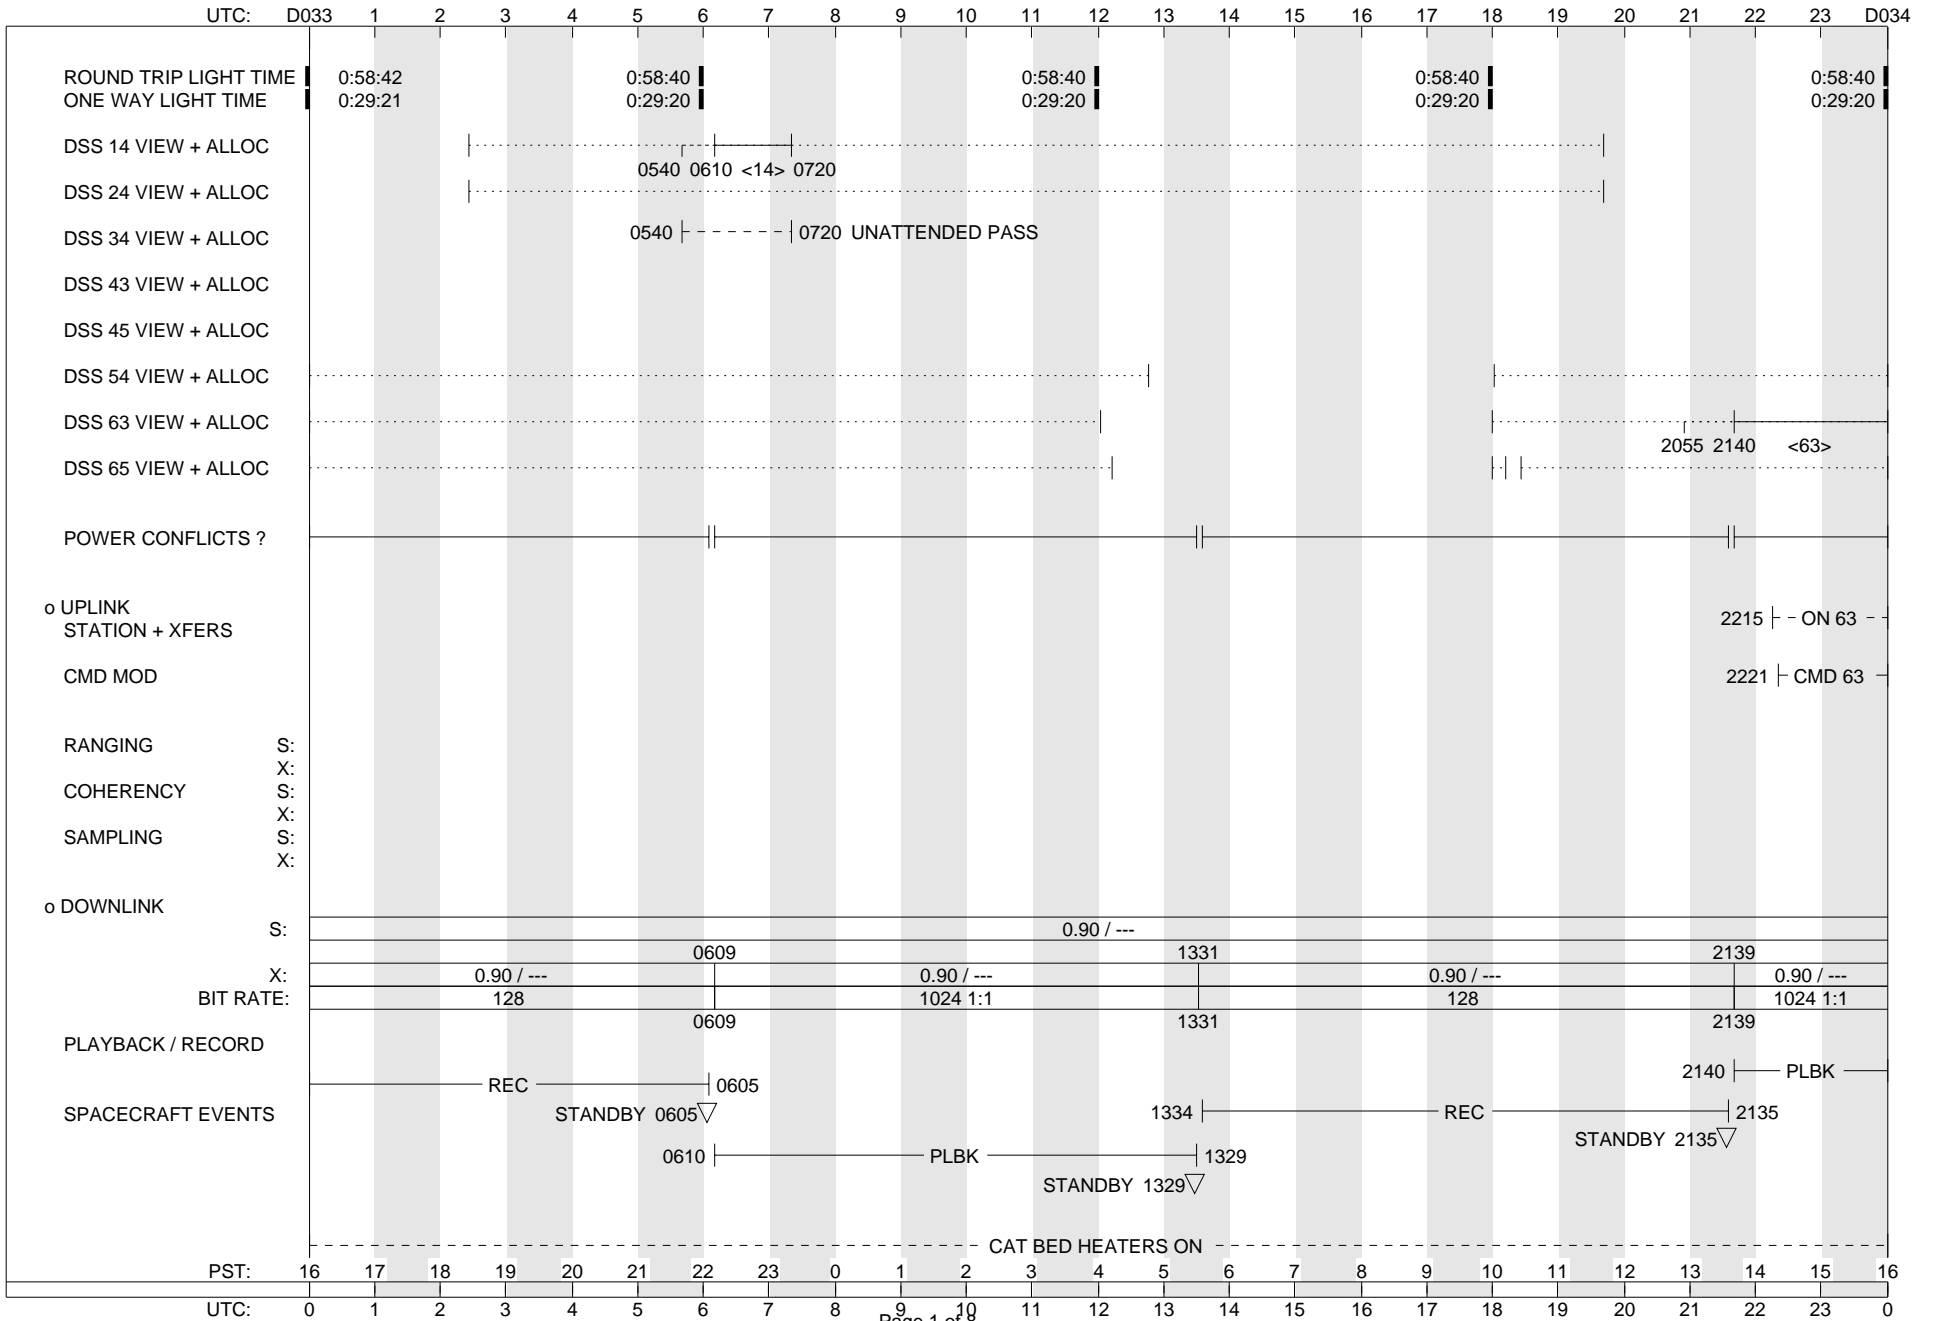 UTC: D033 1 2 3 4 5 6 7 8 9 10 11 12 13 14 15 16 17 18 19 20 21 22 23 D034
ROUND TRIP LIGHT TIME 0:58:42 0:58:40 0:58:40 0:58:40 0:58:40
ONE WAY LIGHT TIME 0:29:21 0:29:20 0:29:20 0:29:20 0:29:20
DSS 14 VIEW + ALLOC
0540 0610 <14> 0720
DSS 24 VIEW + ALLOC
DSS 34 VIEW + ALLOC 0540 0720 UNATTENDED PASS
DSS 43 VIEW + ALLOC
DSS 45 VIEW + ALLOC
DSS 54 VIEW + ALLOC
DSS 63 VIEW + ALLOC
2055 2140 <63>
DSS 65 VIEW + ALLOC
POWER CONFLICTS ?
o UPLINK
2215 ON 63
STATION + XFERS
CMD MOD 2221 CMD 63
RANGING S:
X:
COHERENCY S:
X:
SAMPLING S:
X:
o DOWNLINK
S: 0.90 / ---
0609 1331 2139
X: 0.90 / --- 0.90 / --- 0.90 / --- 0.90 / ---
BIT RATE: 128 1024 1:1 128 1024 1:1
0609 1331 2139
PLAYBACK / RECORD
2140 PLBK
REC 0605
SPACECRAFT EVENTS STANDBY 0605 1334 REC 2135
STANDBY 2135
0610 PLBK 1329
STANDBY 1329
CAT BED HEATERS ON
PST: 16 17 18 19 20 21 22 23 0 1 2 3 4 5 6 7 8 9 10 11 12 13 14 15 16
UTC: 0 1 2 3 4 5 6 7 8 9 10 11 12 13 14 15 16 17 18 19 20 21 22 23 0
Page 1 of 8